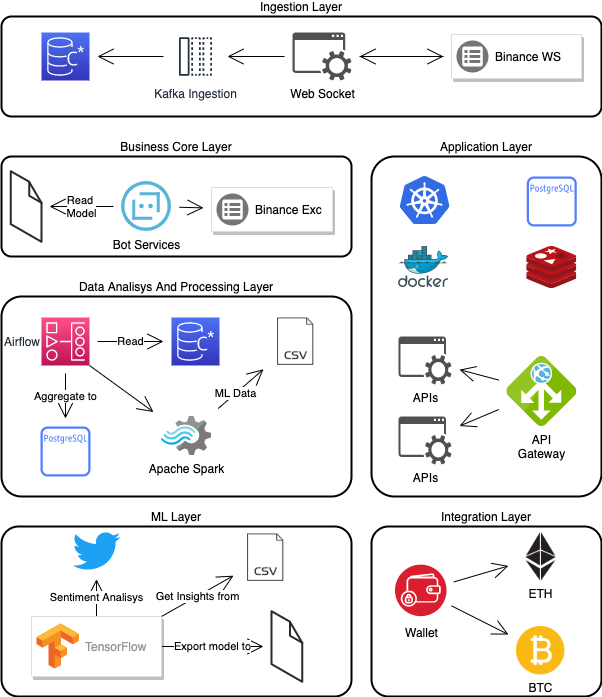 Ingestion Layer
C*
Kafka Ingestion
Web Socket
Binance WS
Business Core Layer
Read
Model
Bot Services
Binance Exc
Application Layer
PostgreSQL
docker
APIs
APIs
API
Gateway
Data Analisys And Processing Layer
Airflow
Read
C*
CSV
Aggregate to
ML Data
PostgreSQL
Apache Spark
ML Layer
CSV
Sentiment Analisys
Get Insights from
TensorFlow
Export model to
Integration Layer
ETH
Wallet
BTC